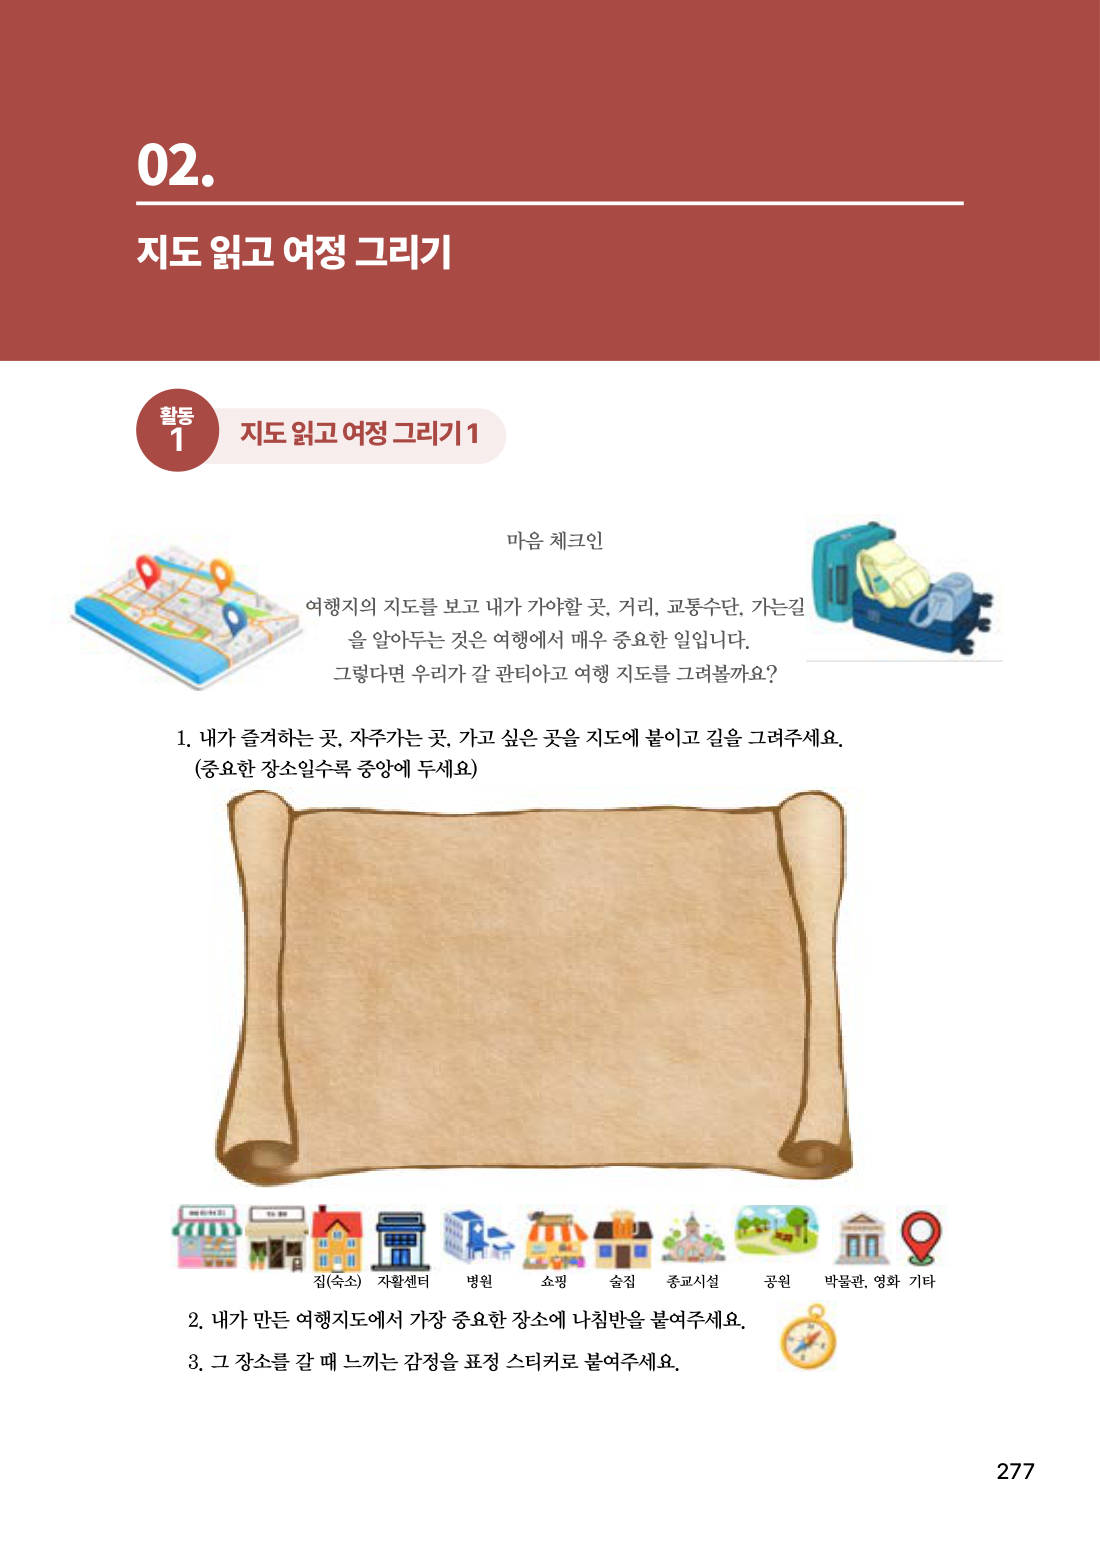 02.
지도 읽고 여정 그리기
활동
1
지도 읽고 여정 그리기 1
마음 체크인
여행지의 지도를 보고 내가 가야할 곳, 거리, 교통수단, 가는길
을 알아두는 것은 여행에서 매우 중요한 일입니다.
그렇다면 우리가 갈 관티아고 여행 지도를 그려볼까요?
1. 내가 즐겨하는 곳, 자주가는 곳, 가고 싶은 곳을 지도에 붙이고 길을 그려주세요.
(중요한 장소일수록 중앙에 두세요)
집(숙소) 자활센터 병원 쇼핑 술집 종교시설 공원 박물관, 영화 기타
2. 내가 만든 여행지도에서 가장 중요한 장소에 나침반을 붙여주세요.
3. 그 장소를 갈 때 느끼는 감정을 표정 스티커로 붙여주세요.
277